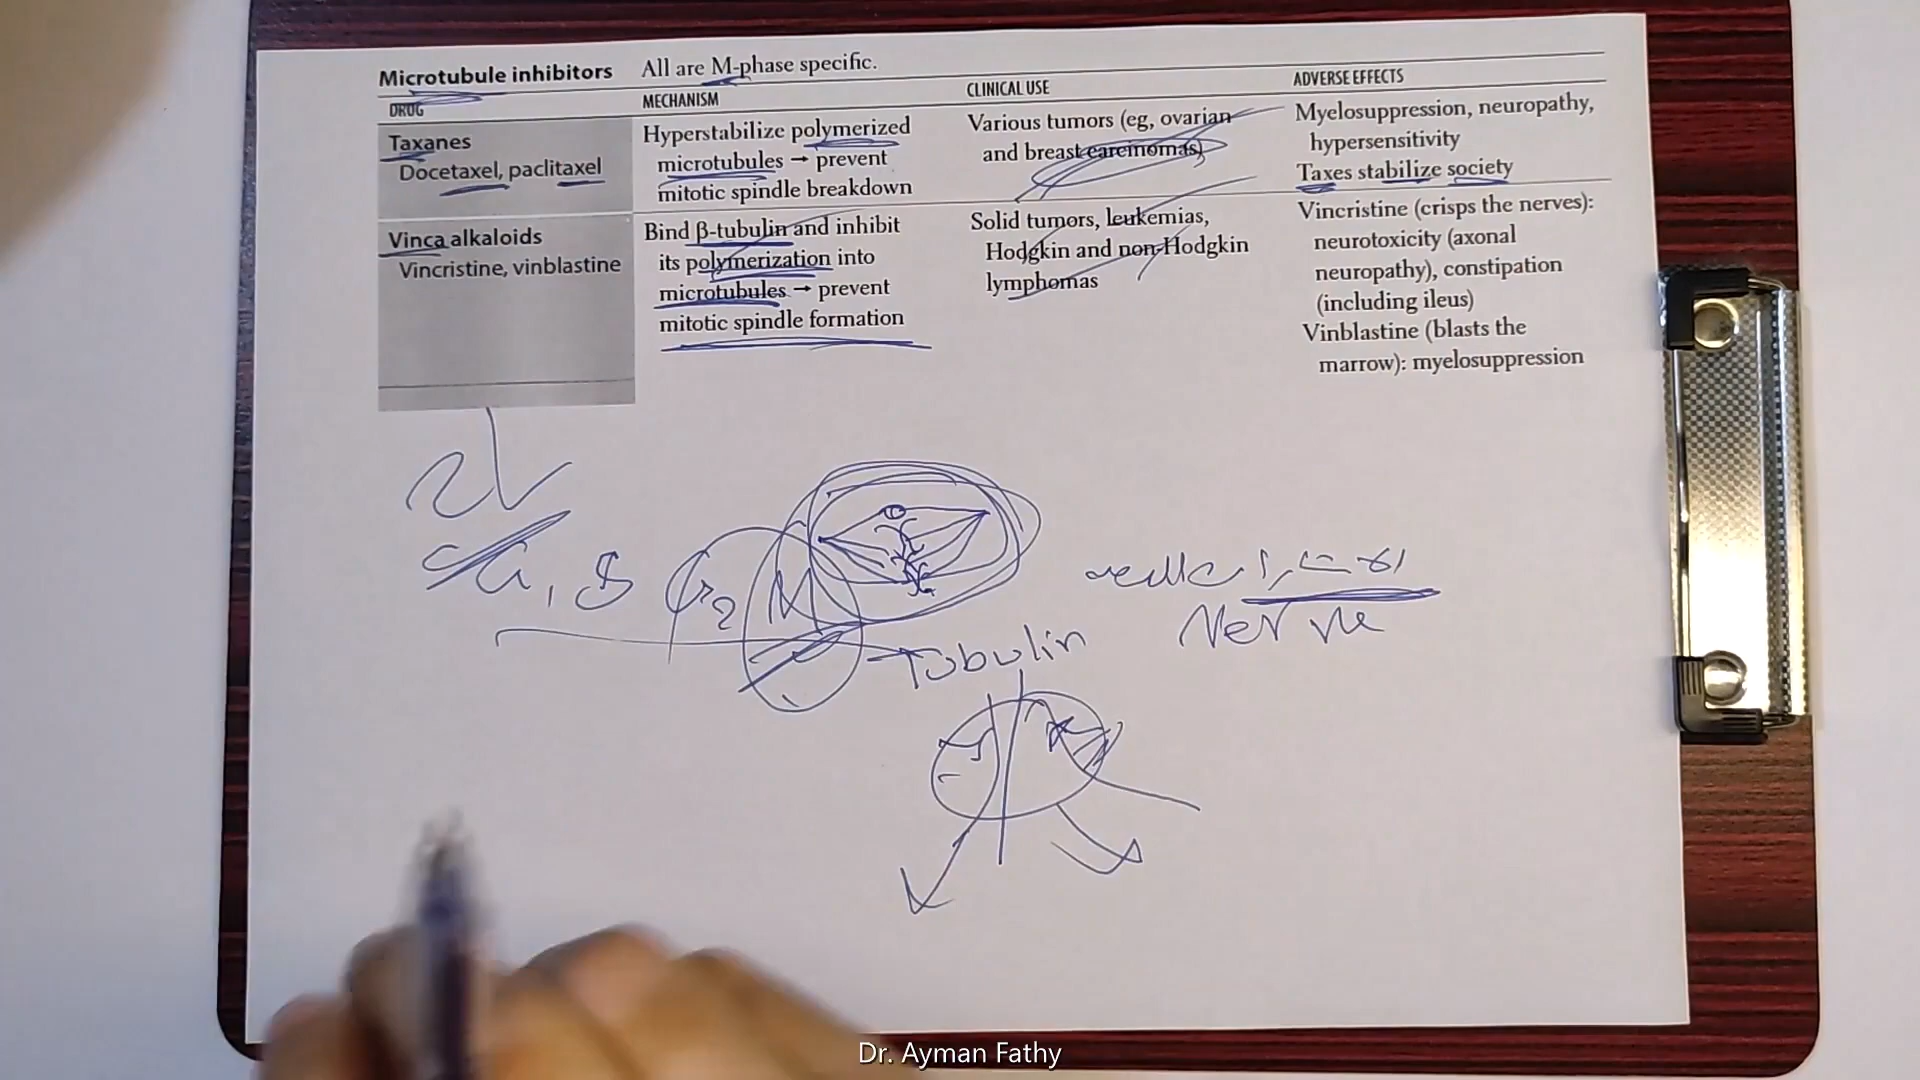 Microtubule inhibitors All are M-phase specific.
DRUG MECHANISM CLINICAL USE ADVERSE EFFECTS
Taxanes
Docetaxel, paclitaxel
Hyperstabilize polymerized
microtubules → prevent
mitotic spindle breakdown
Various tumors (eg, ovarian
and breast carcinomas)
Myelosuppression, neuropathy,
hypersensitivity
Taxes stabilize society
Vinca alkaloids
Vincristine, vinblastine
Bind β-tubulin and inhibit
its polymerization into
microtubules → prevent
mitotic spindle formation
Solid tumors, leukemias,
Hodgkin and non-Hodgkin
lymphomas
Vincristine (crisps the nerves):
neurotoxicity (axonal
neuropathy), constipation
(including ileus)
Vinblastine (blasts the
marrow): myelosuppression
G1 S G2 M
Tubulin
Nerve
Dr. Ayman Fathy